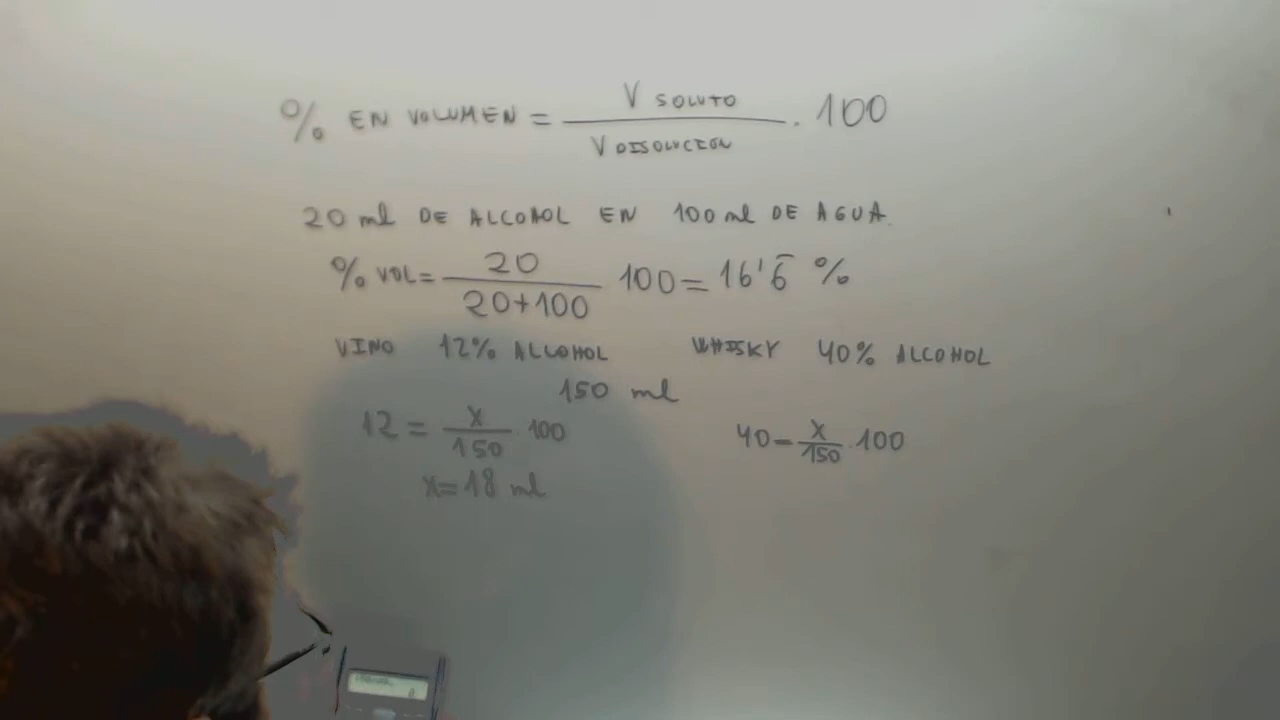 % EN VOLUMEN = V SOLUTO / V DISOLUCIÓN . 100
20 ml DE ALCOHOL EN 100 ml DE AGUA.
% VOL = 20 / 20+100 100 = 16'6̅ %
VINO 12% ALCOHOL WHISKY 40% ALCOHOL
150 ml
12 = x / 150 · 100 40 = x / 150 · 100
x = 18 ml